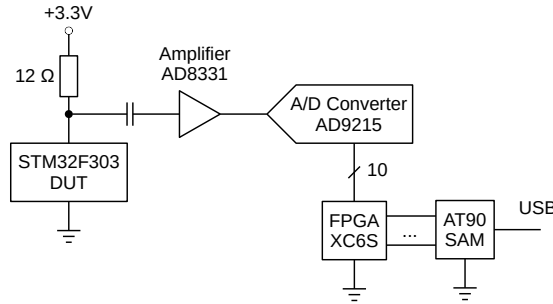 +3.3V
12 Ω
Amplifier
AD8331
A/D Converter
AD9215
STM32F303
DUT
10
FPGA
XC6S
...
AT90
SAM
USB